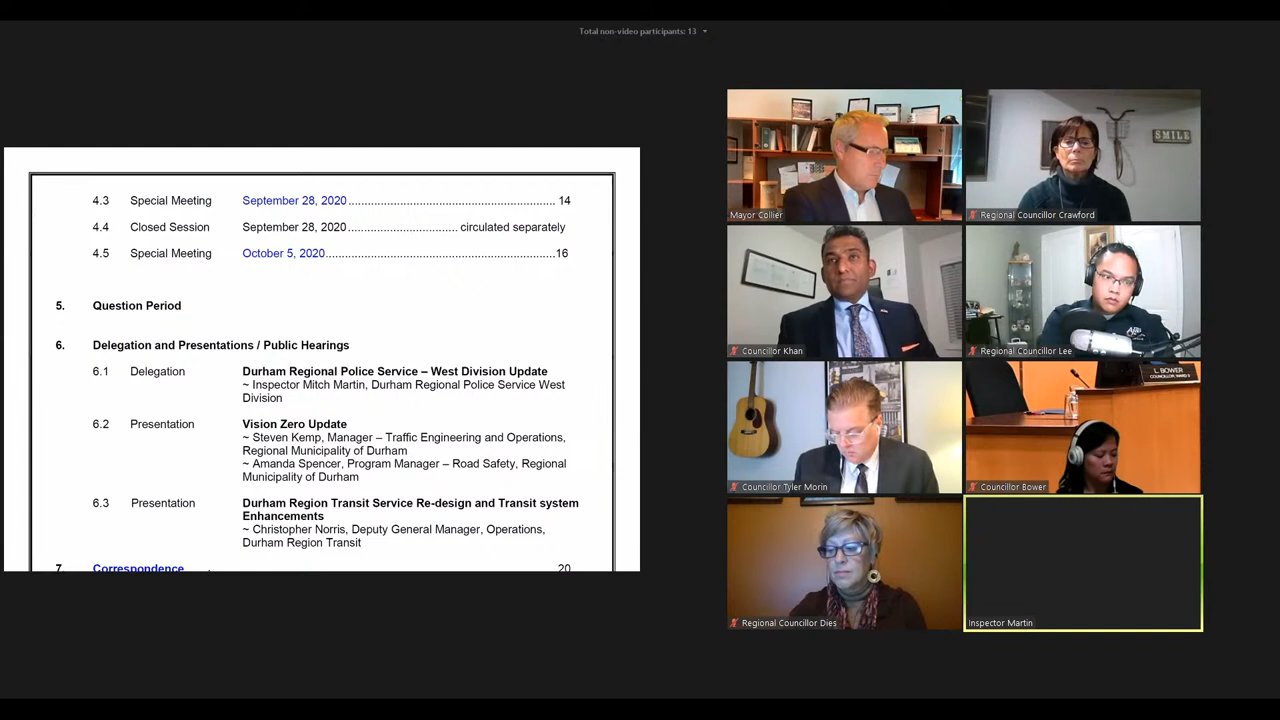 Total non-video participants: 13
4.3 Special Meeting September 28, 2020 ........................................................ 14
4.4 Closed Session September 28, 2020 .............................. circulated separately
4.5 Special Meeting October 5, 2020 ..............................................................16
5. Question Period
6. Delegation and Presentations / Public Hearings
6.1 Delegation Durham Regional Police Service – West Division Update
~ Inspector Mitch Martin, Durham Regional Police Service West
Division
6.2 Presentation Vision Zero Update
~ Steven Kemp, Manager – Traffic Engineering and Operations,
Regional Municipality of Durham
~ Amanda Spencer, Program Manager – Road Safety, Regional
Municipality of Durham
6.3 Presentation Durham Region Transit Service Re-design and Transit system
Enhancements
~ Christopher Norris, Deputy General Manager, Operations,
Durham Region Transit
7. Correspondence 20
Mayor Collier
SMILE
Regional Councillor Crawford
Councillor Khan
Regional Councillor Lee
Councillor Tyler Morin
L. BOWER
COUNCILLOR, WARD 3
Councillor Bower
Regional Councillor Dies
Inspector Martin